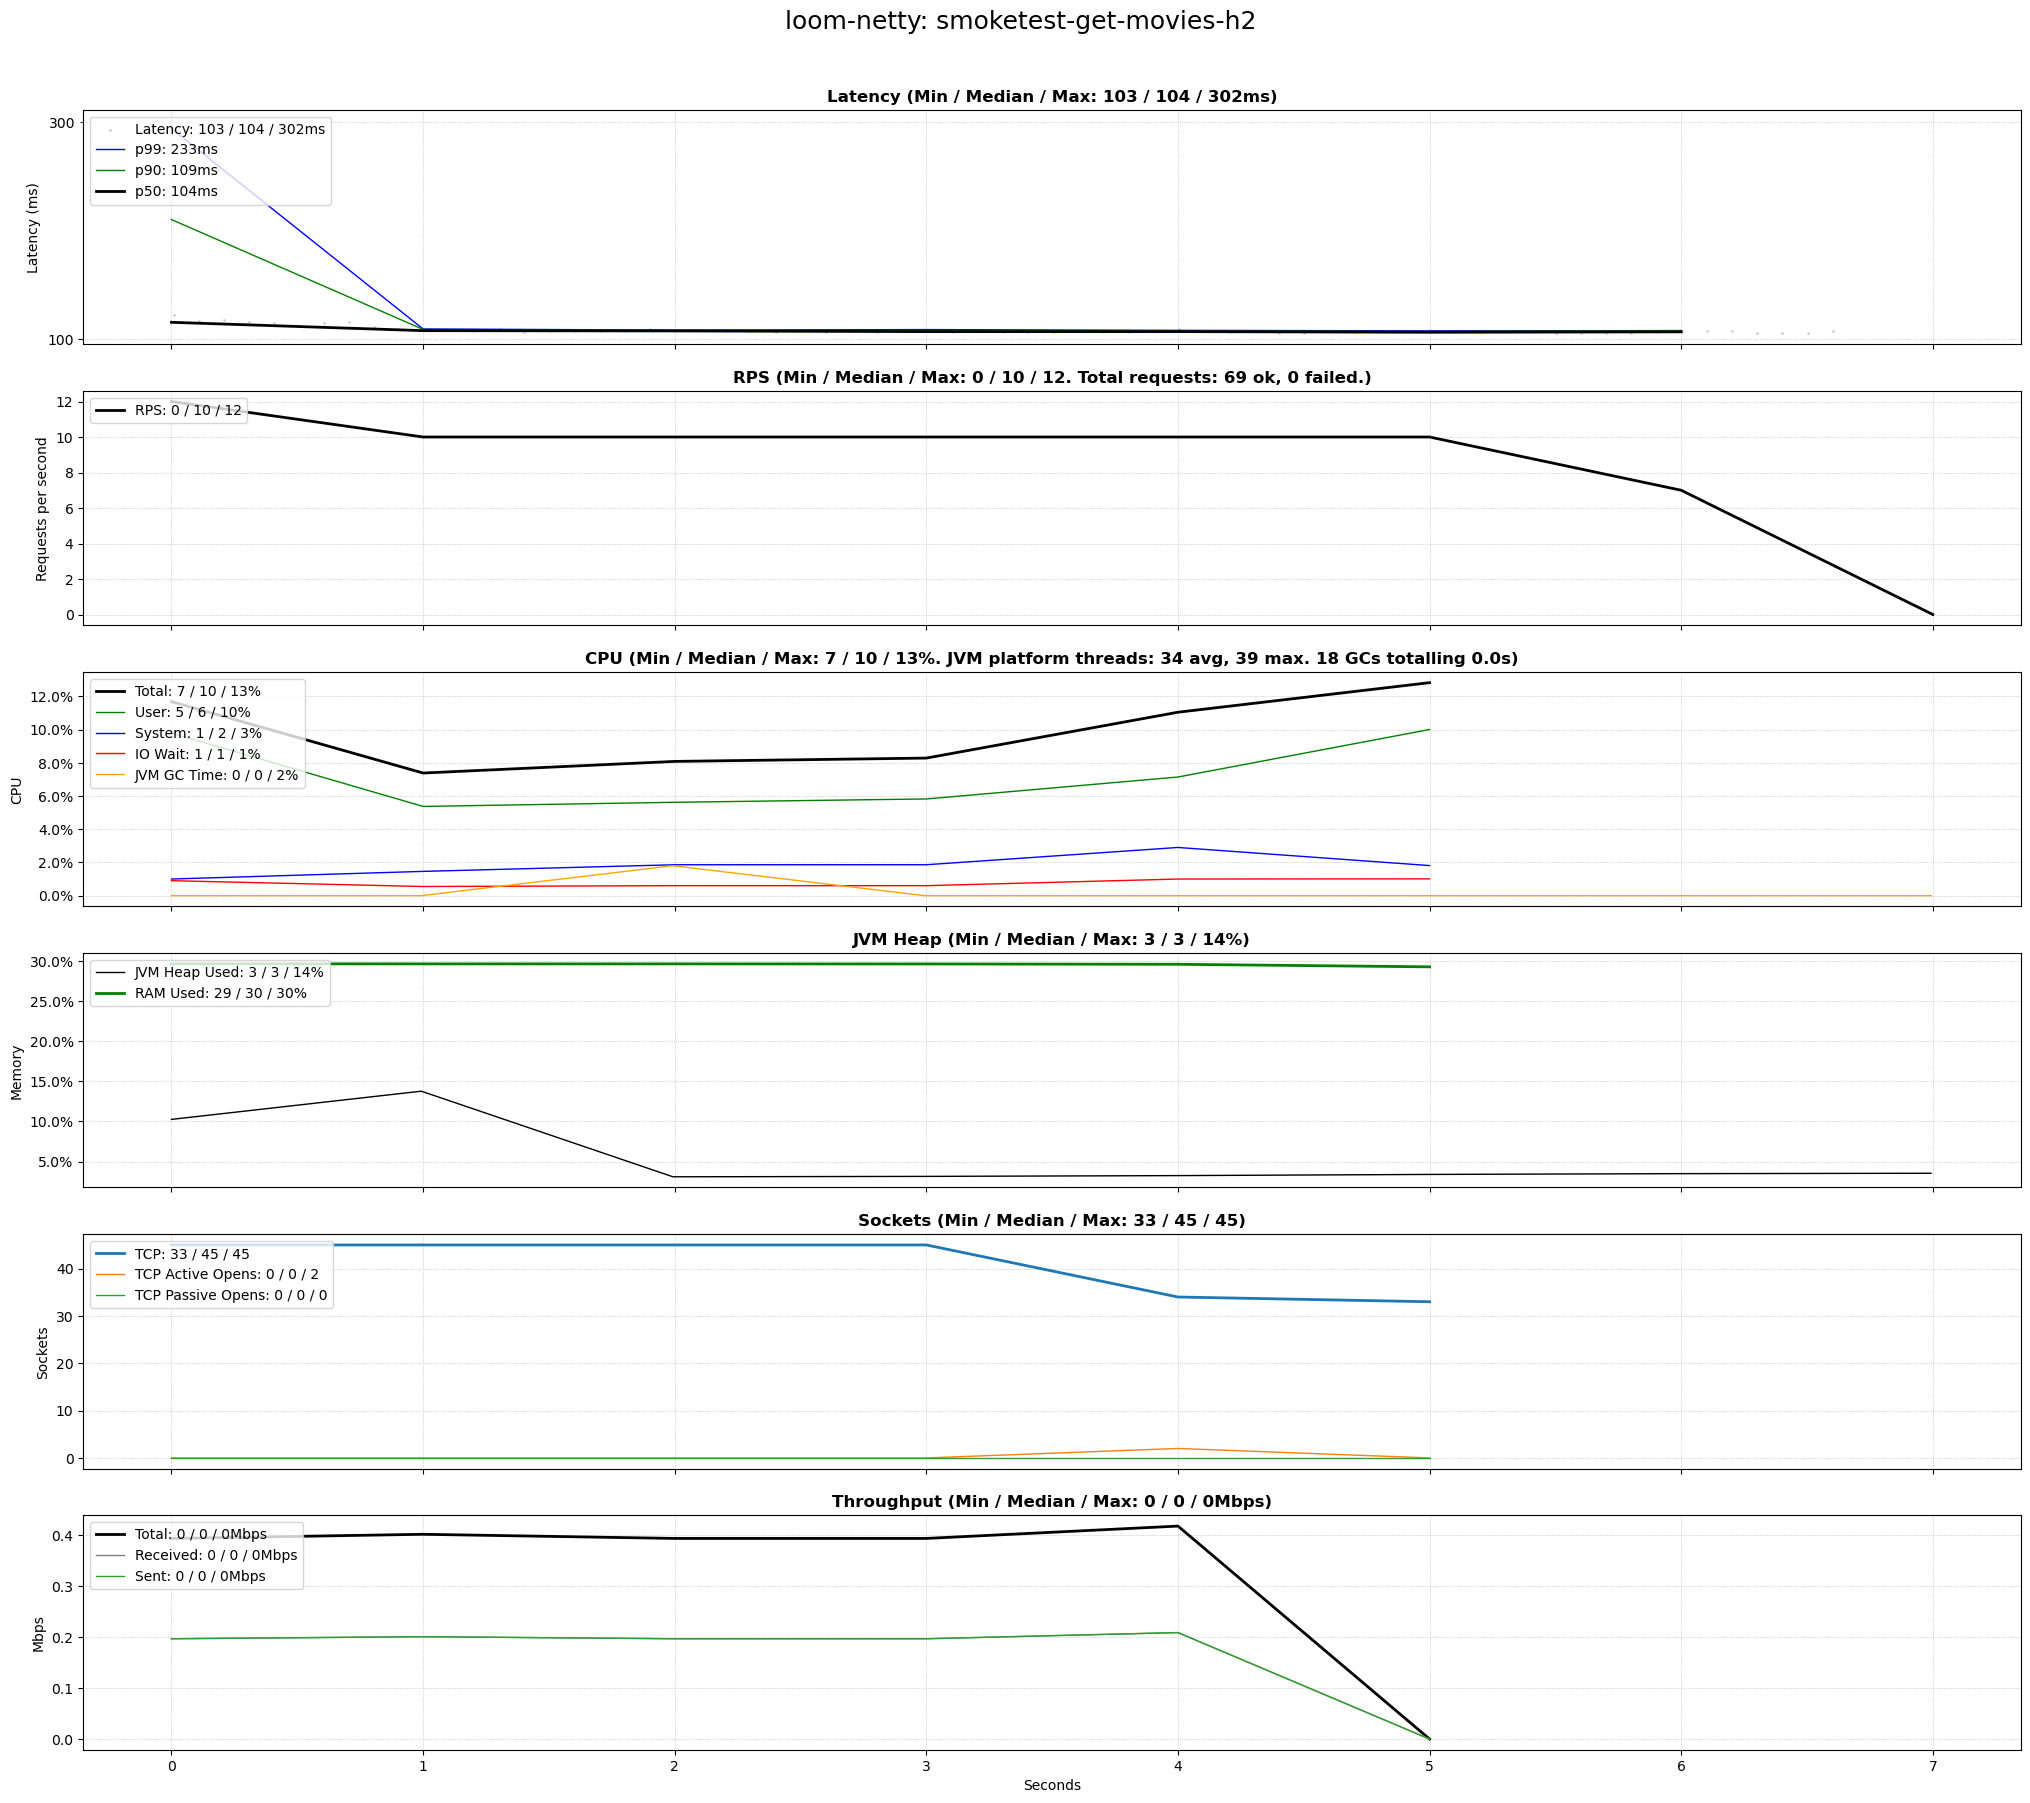 loom-netty: smoketest-get-movies-h2
Latency (Min / Median / Max: 103 / 104 / 302ms)
Latency: 103 / 104 / 302ms
p99: 233ms
p90: 109ms
p50: 104ms
300
100
Latency (ms)
RPS (Min / Median / Max: 0 / 10 / 12. Total requests: 69 ok, 0 failed.)
RPS: 0 / 10 / 12
12
10
8
6
4
2
0
Requests per second
CPU (Min / Median / Max: 7 / 10 / 13%. JVM platform threads: 34 avg, 39 max. 18 GCs totalling 0.0s)
Total: 7 / 10 / 13%
User: 5 / 6 / 10%
System: 1 / 2 / 3%
IO Wait: 1 / 1 / 1%
JVM GC Time: 0 / 0 / 2%
12.0%
10.0%
8.0%
6.0%
4.0%
2.0%
0.0%
CPU
JVM Heap (Min / Median / Max: 3 / 3 / 14%)
JVM Heap Used: 3 / 3 / 14%
RAM Used: 29 / 30 / 30%
30.0%
25.0%
20.0%
15.0%
10.0%
5.0%
Memory
Sockets (Min / Median / Max: 33 / 45 / 45)
TCP: 33 / 45 / 45
TCP Active Opens: 0 / 0 / 2
TCP Passive Opens: 0 / 0 / 0
40
30
20
10
0
Sockets
Throughput (Min / Median / Max: 0 / 0 / 0Mbps)
Total: 0 / 0 / 0Mbps
Received: 0 / 0 / 0Mbps
Sent: 0 / 0 / 0Mbps
0.4
0.3
0.2
0.1
0.0
Mbps
0 1 2 3 4 5 6 7
Seconds